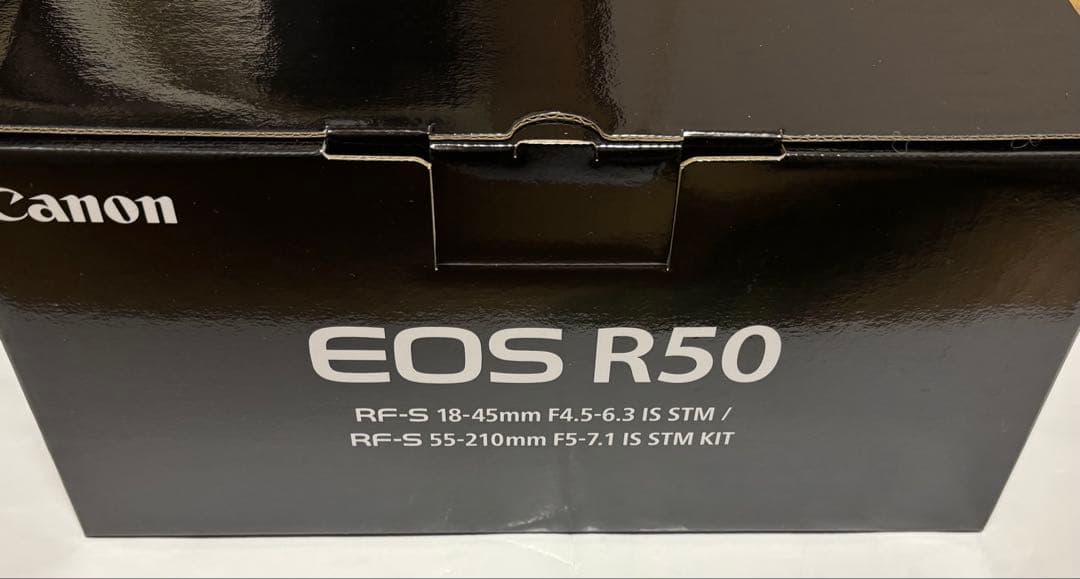 Canon
EOS R50
RF-S 18-45mm F4.5-6.3 IS STM /
RF-S 55-210mm F5-7.1 IS STM KIT